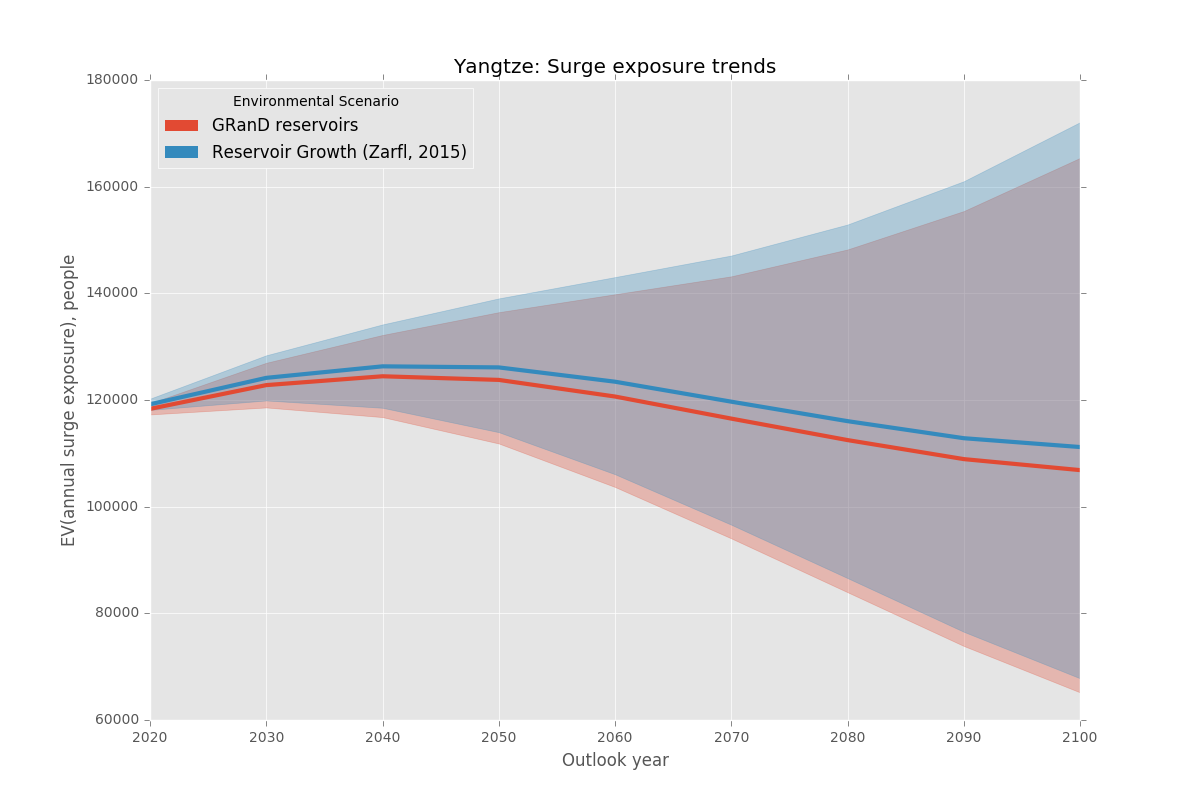 Yangtze: Surge exposure trends
Environmental Scenario
GRanD reservoirs
Reservoir Growth (Zarfl, 2015)
EV(annual surge exposure), people
180000
160000
140000
120000
100000
80000
60000
2020 2030 2040 2050 2060 2070 2080 2090 2100
Outlook year